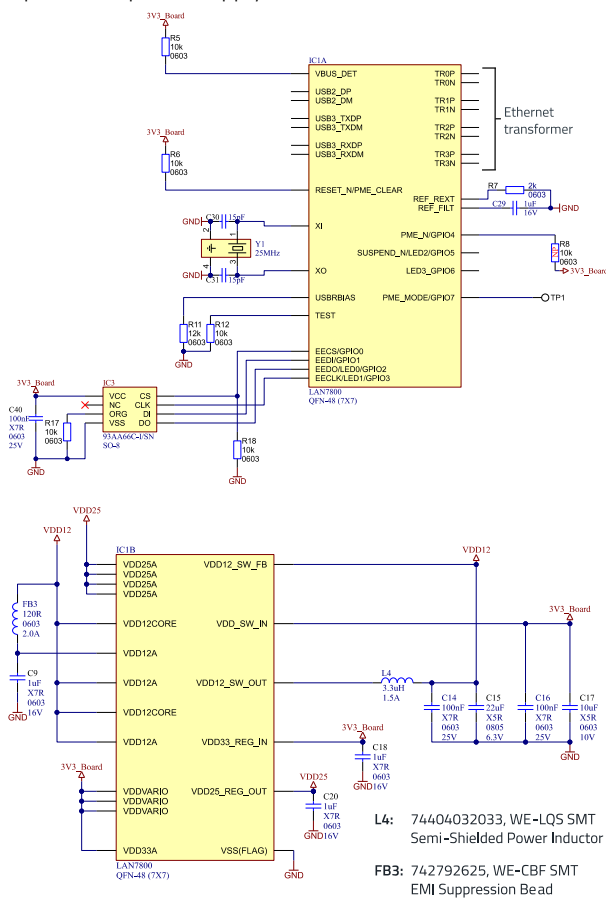 3V3_Board
R5
10k
0603
IC1A
VBUS_DET
USB2_DP
USB2_DM
USB3_TXDP
USB3_TXDM
USB3_RXDP
USB3_RXDM
RESET_N/PME_CLEAR
XI
XO
USBRBIAS
TEST
EECS/GPIO0
EEDI/GPIO1
EEDO/LED0/GPIO2
EECLK/LED1/GPIO3
TR0P
TR0N
TR1P
TR1N
TR2P
TR2N
TR3P
TR3N
REF_REXT
REF_FILT
PME_N/GPIO4
SUSPEND_N/LED2/GPIO5
LED3_GPIO6
PME_MODE/GPIO7
LAN7800
QFN-48 (7X7)
Ethernet
transformer
3V3_Board
R6
10k
0603
R7
2k
0603
C29
1uF
16V
GND
NP
R8
10k
0603
3V3_Board
TP1
GND
C30
15pF
2
1
Y1
25MHz
4
3
GND
C31
15pF
R11
12k
0603
R12
10k
0603
GND
3V3_Board
C40
100nF
X7R
0603
25V
R17
10k
0603
IC3
VCC
NC
ORG
VSS
CS
CLK
DI
DO
93AA66C-I/SN
SO-8
GND
R18
10k
0603
GND
VDD12
VDD25
IC1B
VDD25A
VDD25A
VDD25A
VDD25A
VDD12CORE
VDD12A
VDD12A
VDD12CORE
VDD12A
VDDVARIO
VDDVARIO
VDDVARIO
VDD33A
VDD12_SW_FB
VDD_SW_IN
VDD12_SW_OUT
VDD33_REG_IN
VDD25_REG_OUT
VSS(FLAG)
LAN7800
QFN-48 (7X7)
FB3
120R
0603
2.0A
C9
1uF
X7R
0603
16V
GND
3V3_Board
VDD12
3V3_Board
L4
3.3uH
1.5A
C14
100nF
X7R
0603
25V
C15
22uF
X5R
0805
6.3V
C16
100nF
X7R
0603
25V
C17
10uF
X5R
0603
10V
GND
3V3_Board
C18
1uF
X7R
0603
16V
GND
VDD25
C20
1uF
X7R
0603
16V
GND
GND
L4: 74404032033, WE-LQS SMT
Semi-Shielded Power Inductor
FB3: 742792625, WE-CBF SMT
EMI Suppression Bead